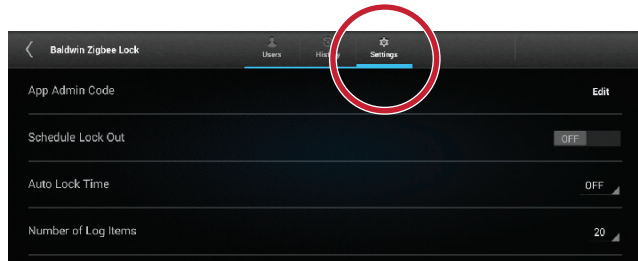 Baldwin Zigbee Lock
Users History Settings
App Admin Code Edit
Schedule Lock Out OFF
Auto Lock Time OFF
Number of Log Items 20